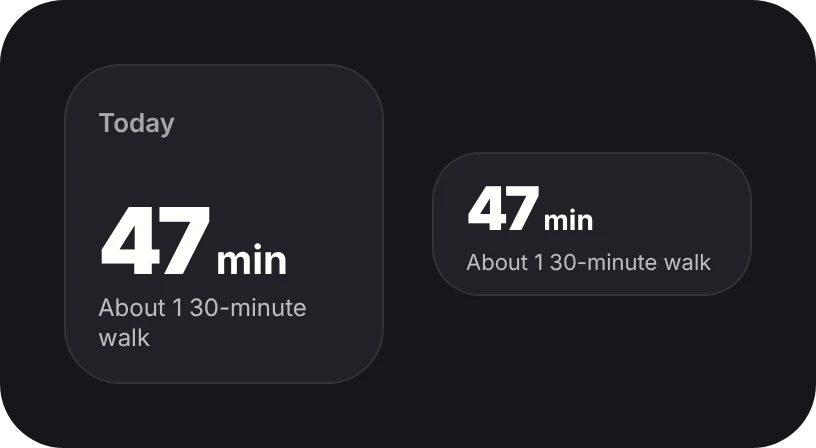 Today
47 min
About 1 30-minute
walk
47 min
About 1 30-minute walk